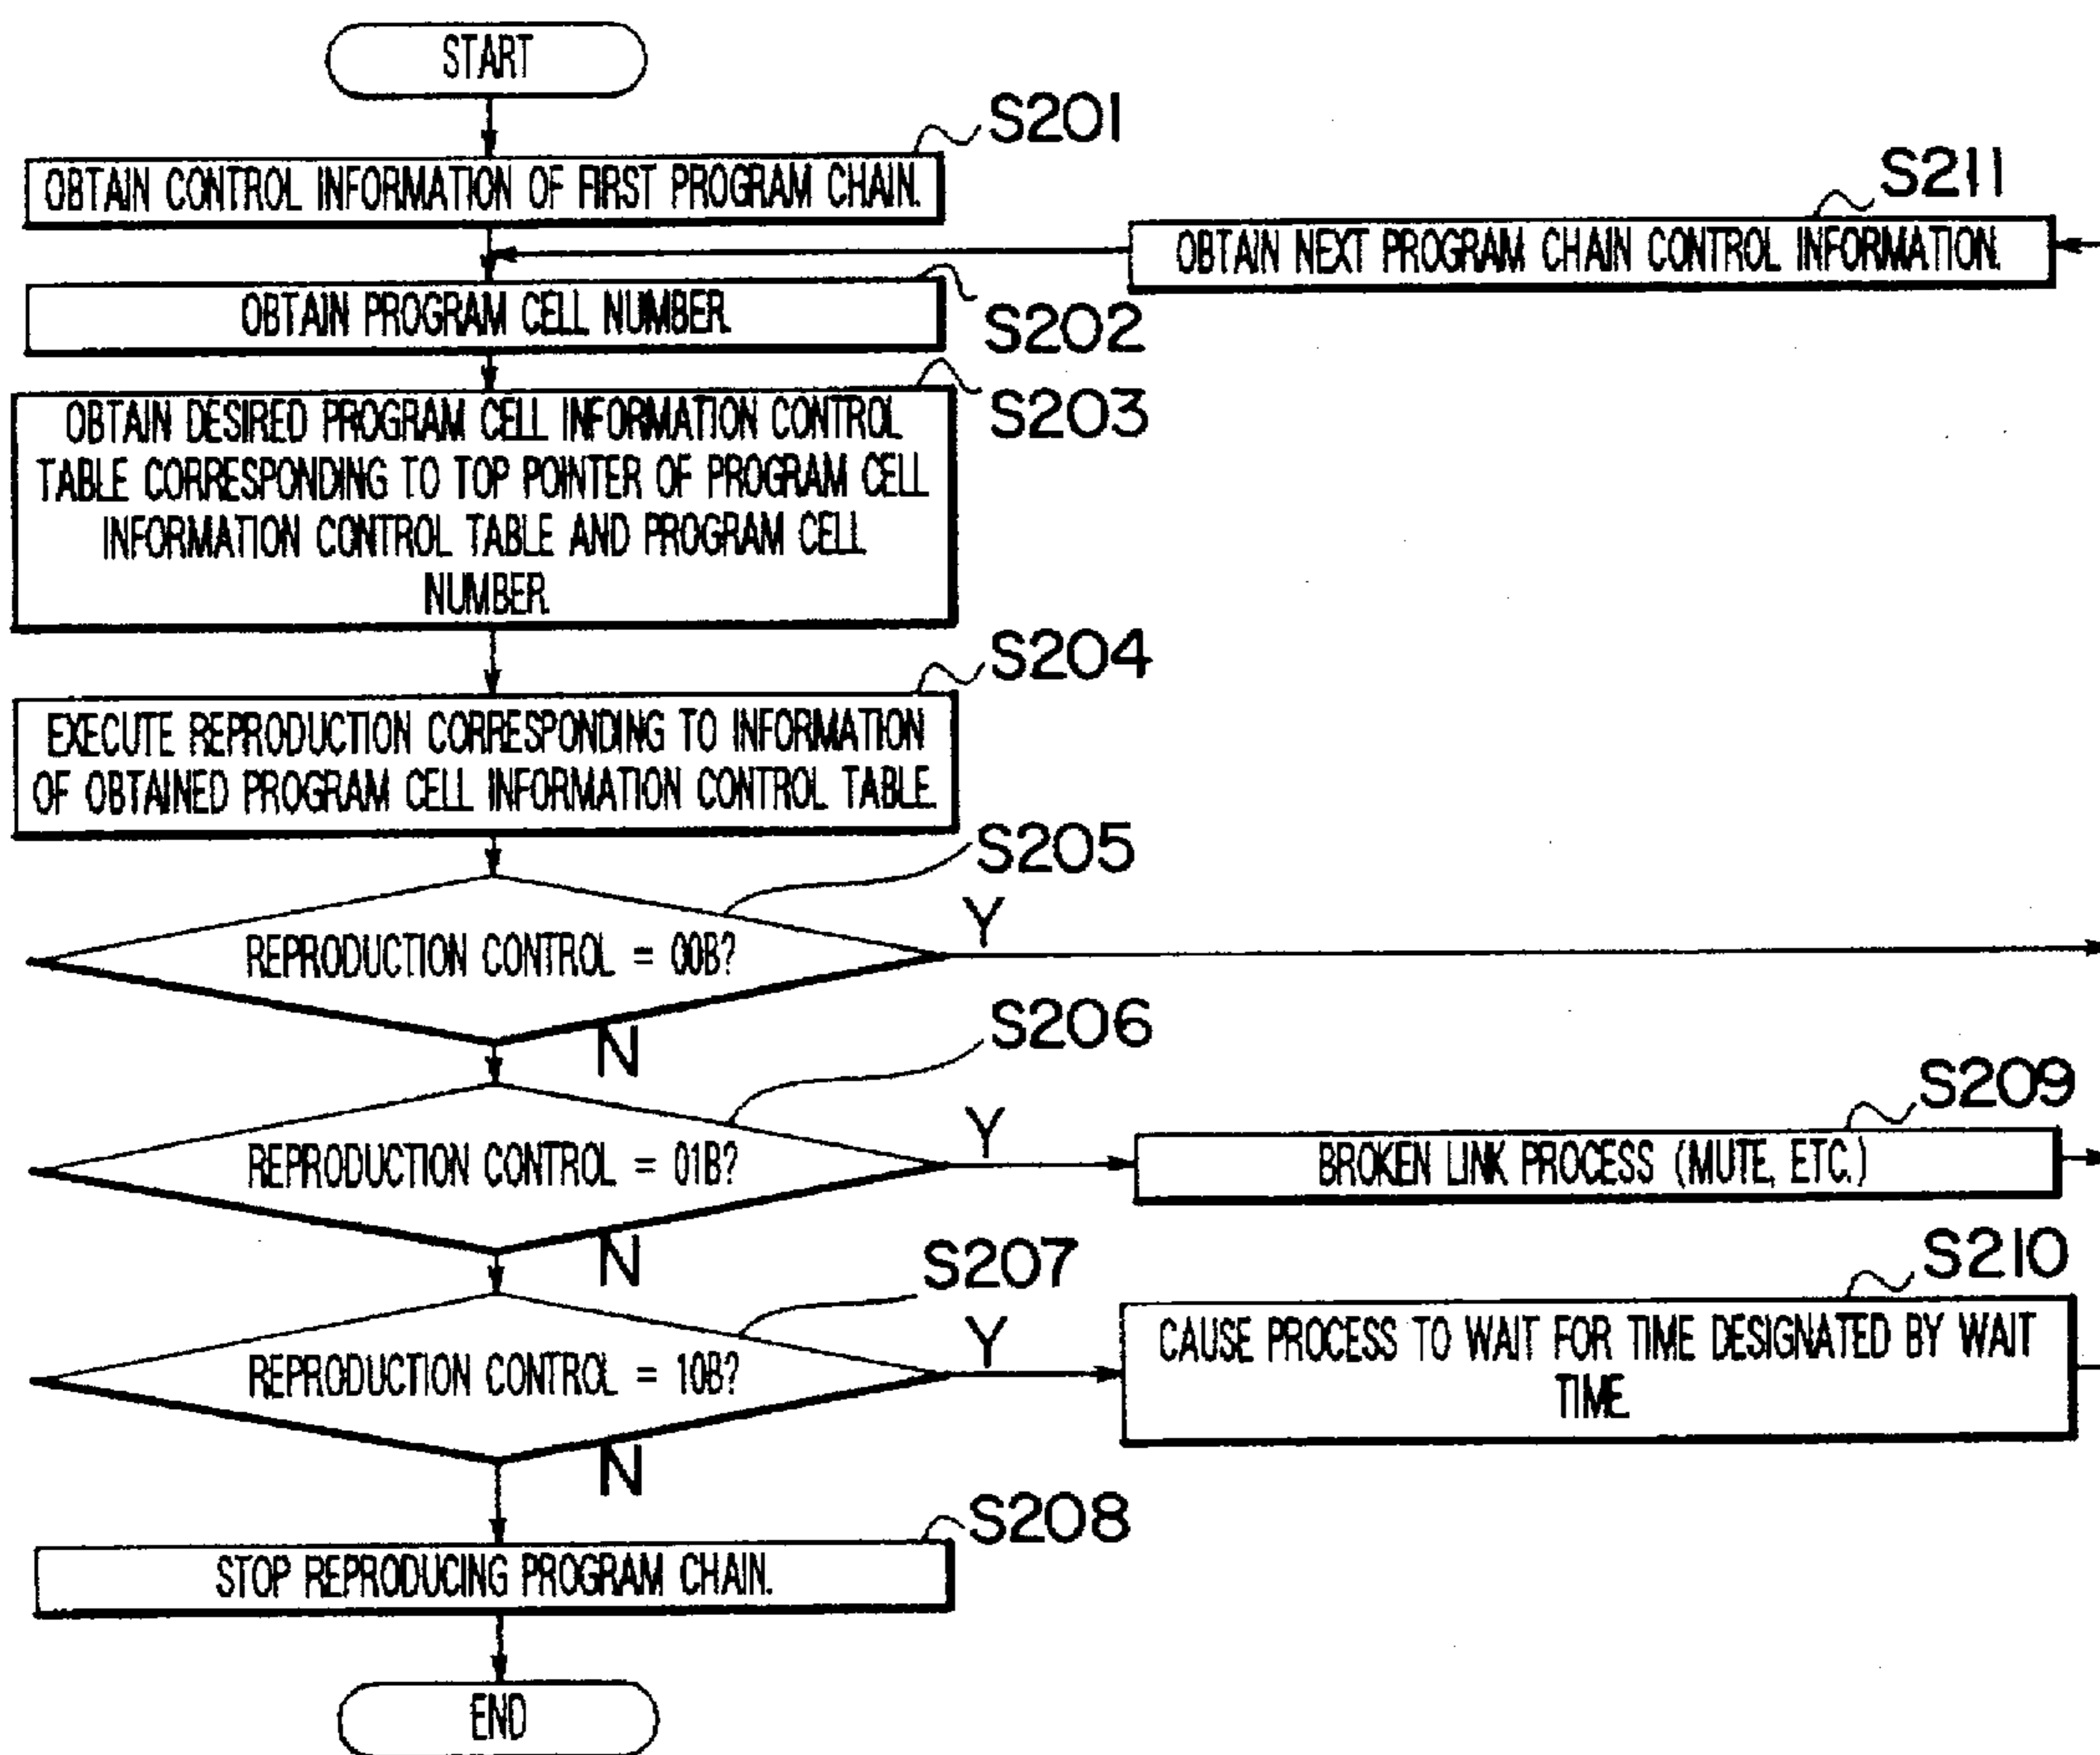 START
S201
OBTAIN CONTROL INFORMATION OF FIRST PROGRAM CHAIN.
S211
OBTAIN NEXT PROGRAM CHAIN CONTROL INFORMATION.
OBTAIN PROGRAM CELL NUMBER.
S202
S203
OBTAIN DESIRED PROGRAM CELL INFORMATION CONTROL
TABLE CORRESPONDING TO TOP POINTER OF PROGRAM CELL
INFORMATION CONTROL TABLE AND PROGRAM CELL
NUMBER.
S204
EXECUTE REPRODUCTION CORRESPONDING TO INFORMATION
OF OBTAINED PROGRAM CELL INFORMATION CONTROL TABLE.
S205
Y
REPRODUCTION CONTROL = 00B?
N
S206
Y
REPRODUCTION CONTROL = 01B?
S209
BROKEN LINK PROCESS (MUTE, ETC.)
N
S207
Y
REPRODUCTION CONTROL = 10B?
S210
CAUSE PROCESS TO WAIT FOR TIME DESIGNATED BY WAIT
TIME.
N
S208
STOP REPRODUCING PROGRAM CHAIN.
END